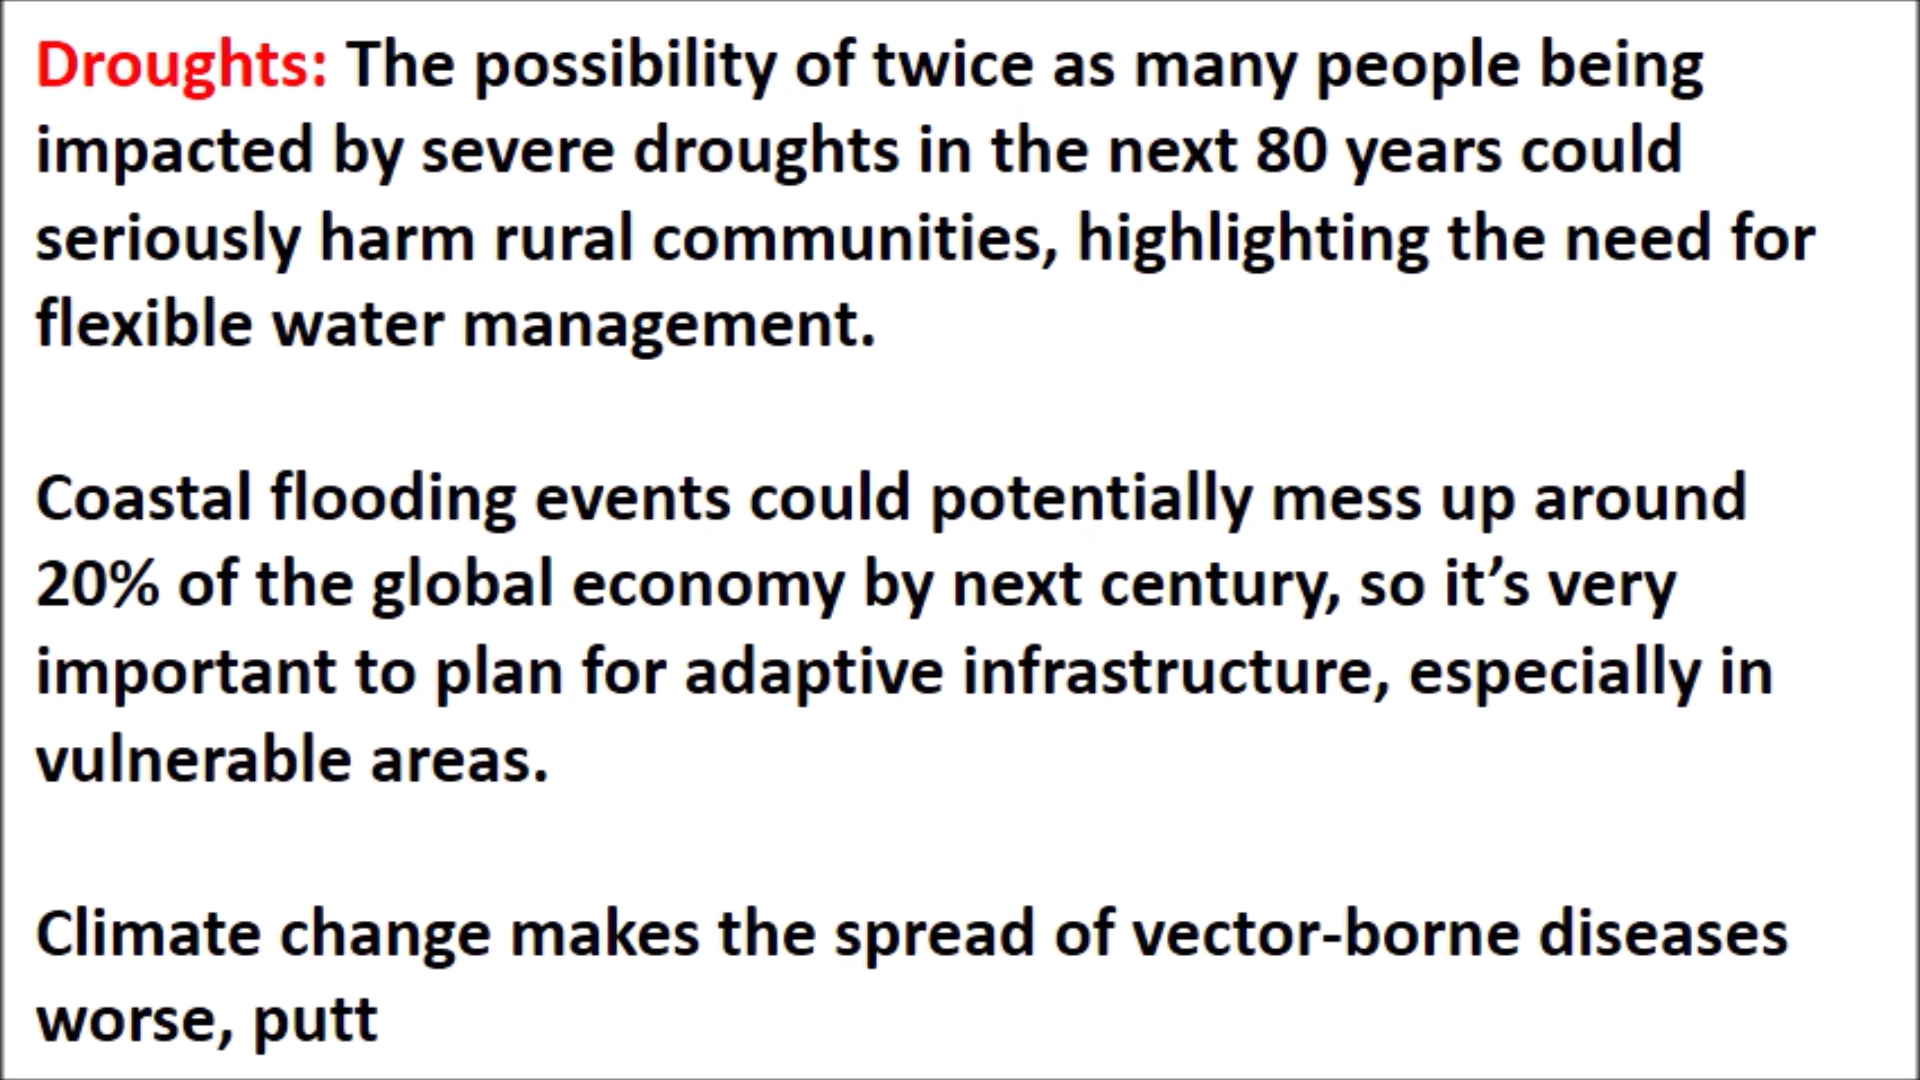 Droughts: The possibility of twice as many people being
impacted by severe droughts in the next 80 years could
seriously harm rural communities, highlighting the need for
flexible water management.
Coastal flooding events could potentially mess up around
20% of the global economy by next century, so it’s very
important to plan for adaptive infrastructure, especially in
vulnerable areas.
Climate change makes the spread of vector-borne diseases
worse, putt